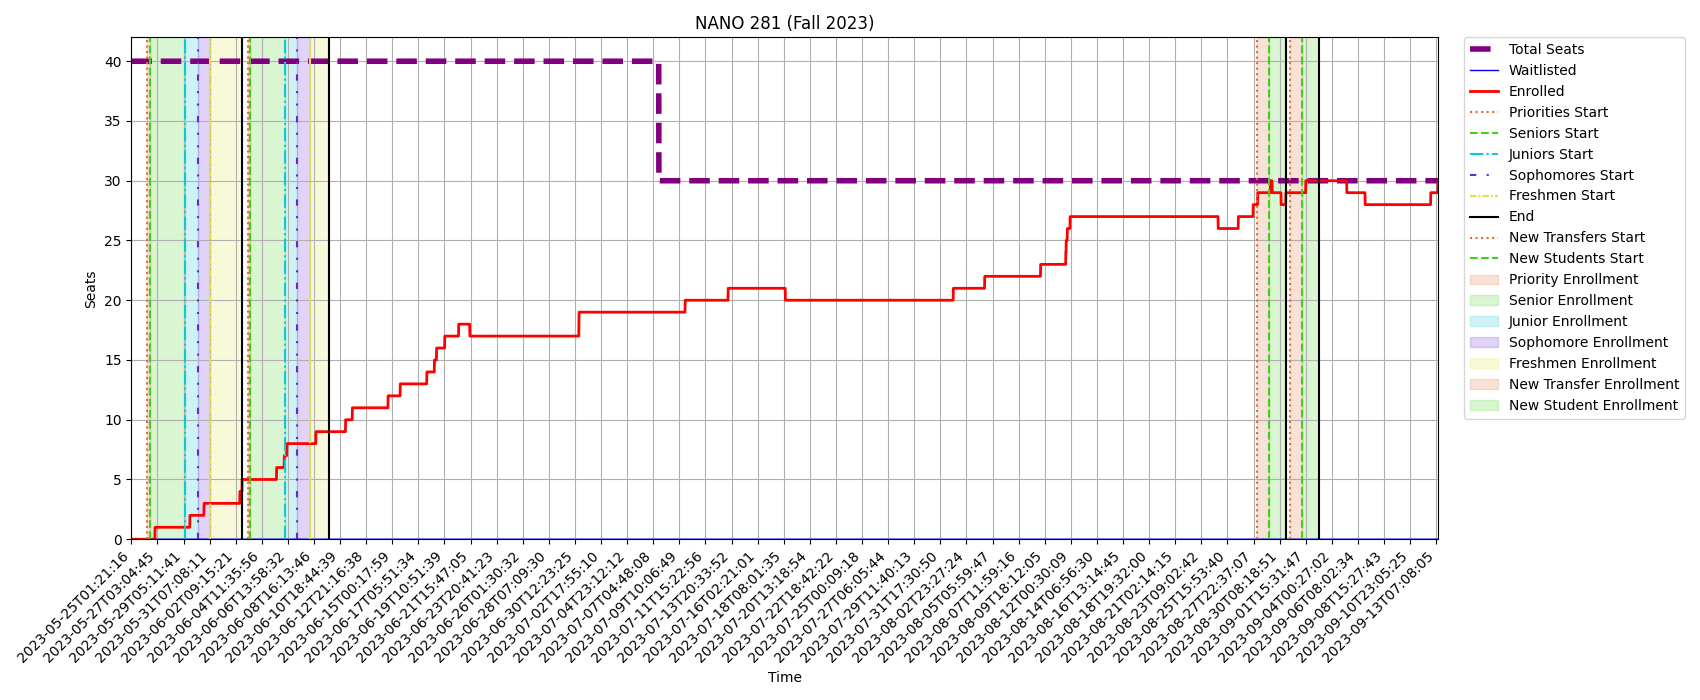 NANO 281 (Fall 2023)
Seats
40
35
30
25
20
15
10
5
0
2023-05-25T01:21:16
2023-05-27T03:04:45
2023-05-29T05:11:41
2023-05-31T07:08:11
2023-06-02T09:15:21
2023-06-04T11:35:56
2023-06-06T13:58:32
2023-06-08T16:13:46
2023-06-10T18:44:39
2023-06-12T21:16:38
2023-06-15T00:17:59
2023-06-17T05:51:34
2023-06-19T10:51:39
2023-06-21T15:47:05
2023-06-23T20:41:23
2023-06-26T01:30:32
2023-06-28T07:09:30
2023-06-30T12:23:25
2023-07-02T17:55:10
2023-07-04T23:12:12
2023-07-07T04:48:08
2023-07-09T10:06:49
2023-07-11T15:22:56
2023-07-13T20:33:52
2023-07-16T02:21:01
2023-07-18T08:01:35
2023-07-20T13:18:54
2023-07-22T18:42:22
2023-07-25T00:09:18
2023-07-27T06:05:44
2023-07-29T11:40:13
2023-07-31T17:30:50
2023-08-02T23:27:24
2023-08-05T05:59:47
2023-08-07T11:59:16
2023-08-09T18:12:05
2023-08-12T00:30:09
2023-08-14T06:56:30
2023-08-16T13:14:45
2023-08-18T19:32:00
2023-08-21T02:14:15
2023-08-23T09:02:42
2023-08-25T15:53:40
2023-08-27T22:37:07
2023-08-30T08:18:51
2023-09-01T15:31:47
2023-09-04T00:27:02
2023-09-06T08:02:34
2023-09-08T15:27:43
2023-09-10T23:05:25
2023-09-13T07:08:05
Time
Total Seats
Waitlisted
Enrolled
Priorities Start
Seniors Start
Juniors Start
Sophomores Start
Freshmen Start
End
New Transfers Start
New Students Start
Priority Enrollment
Senior Enrollment
Junior Enrollment
Sophomore Enrollment
Freshmen Enrollment
New Transfer Enrollment
New Student Enrollment